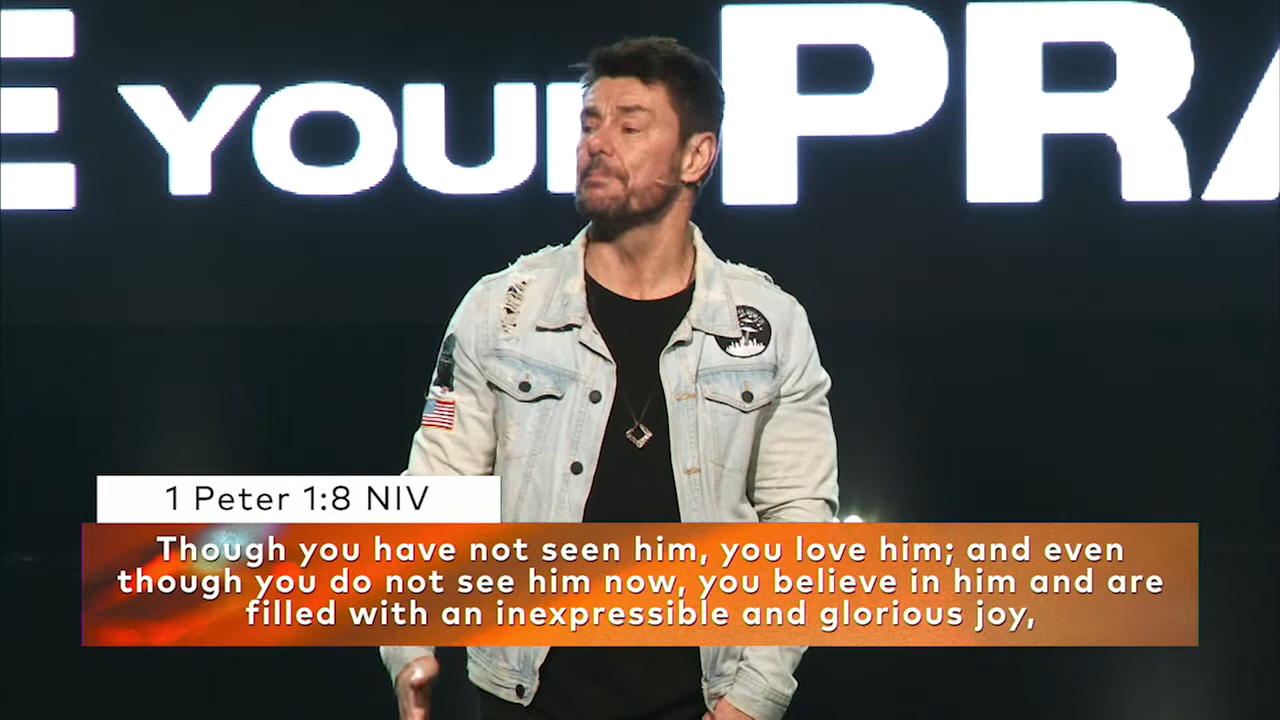 E YOUR PRA
1 Peter 1:8 NIV
Though you have not seen him, you love him; and even
though you do not see him now, you believe in him and are
filled with an inexpressible and glorious joy,